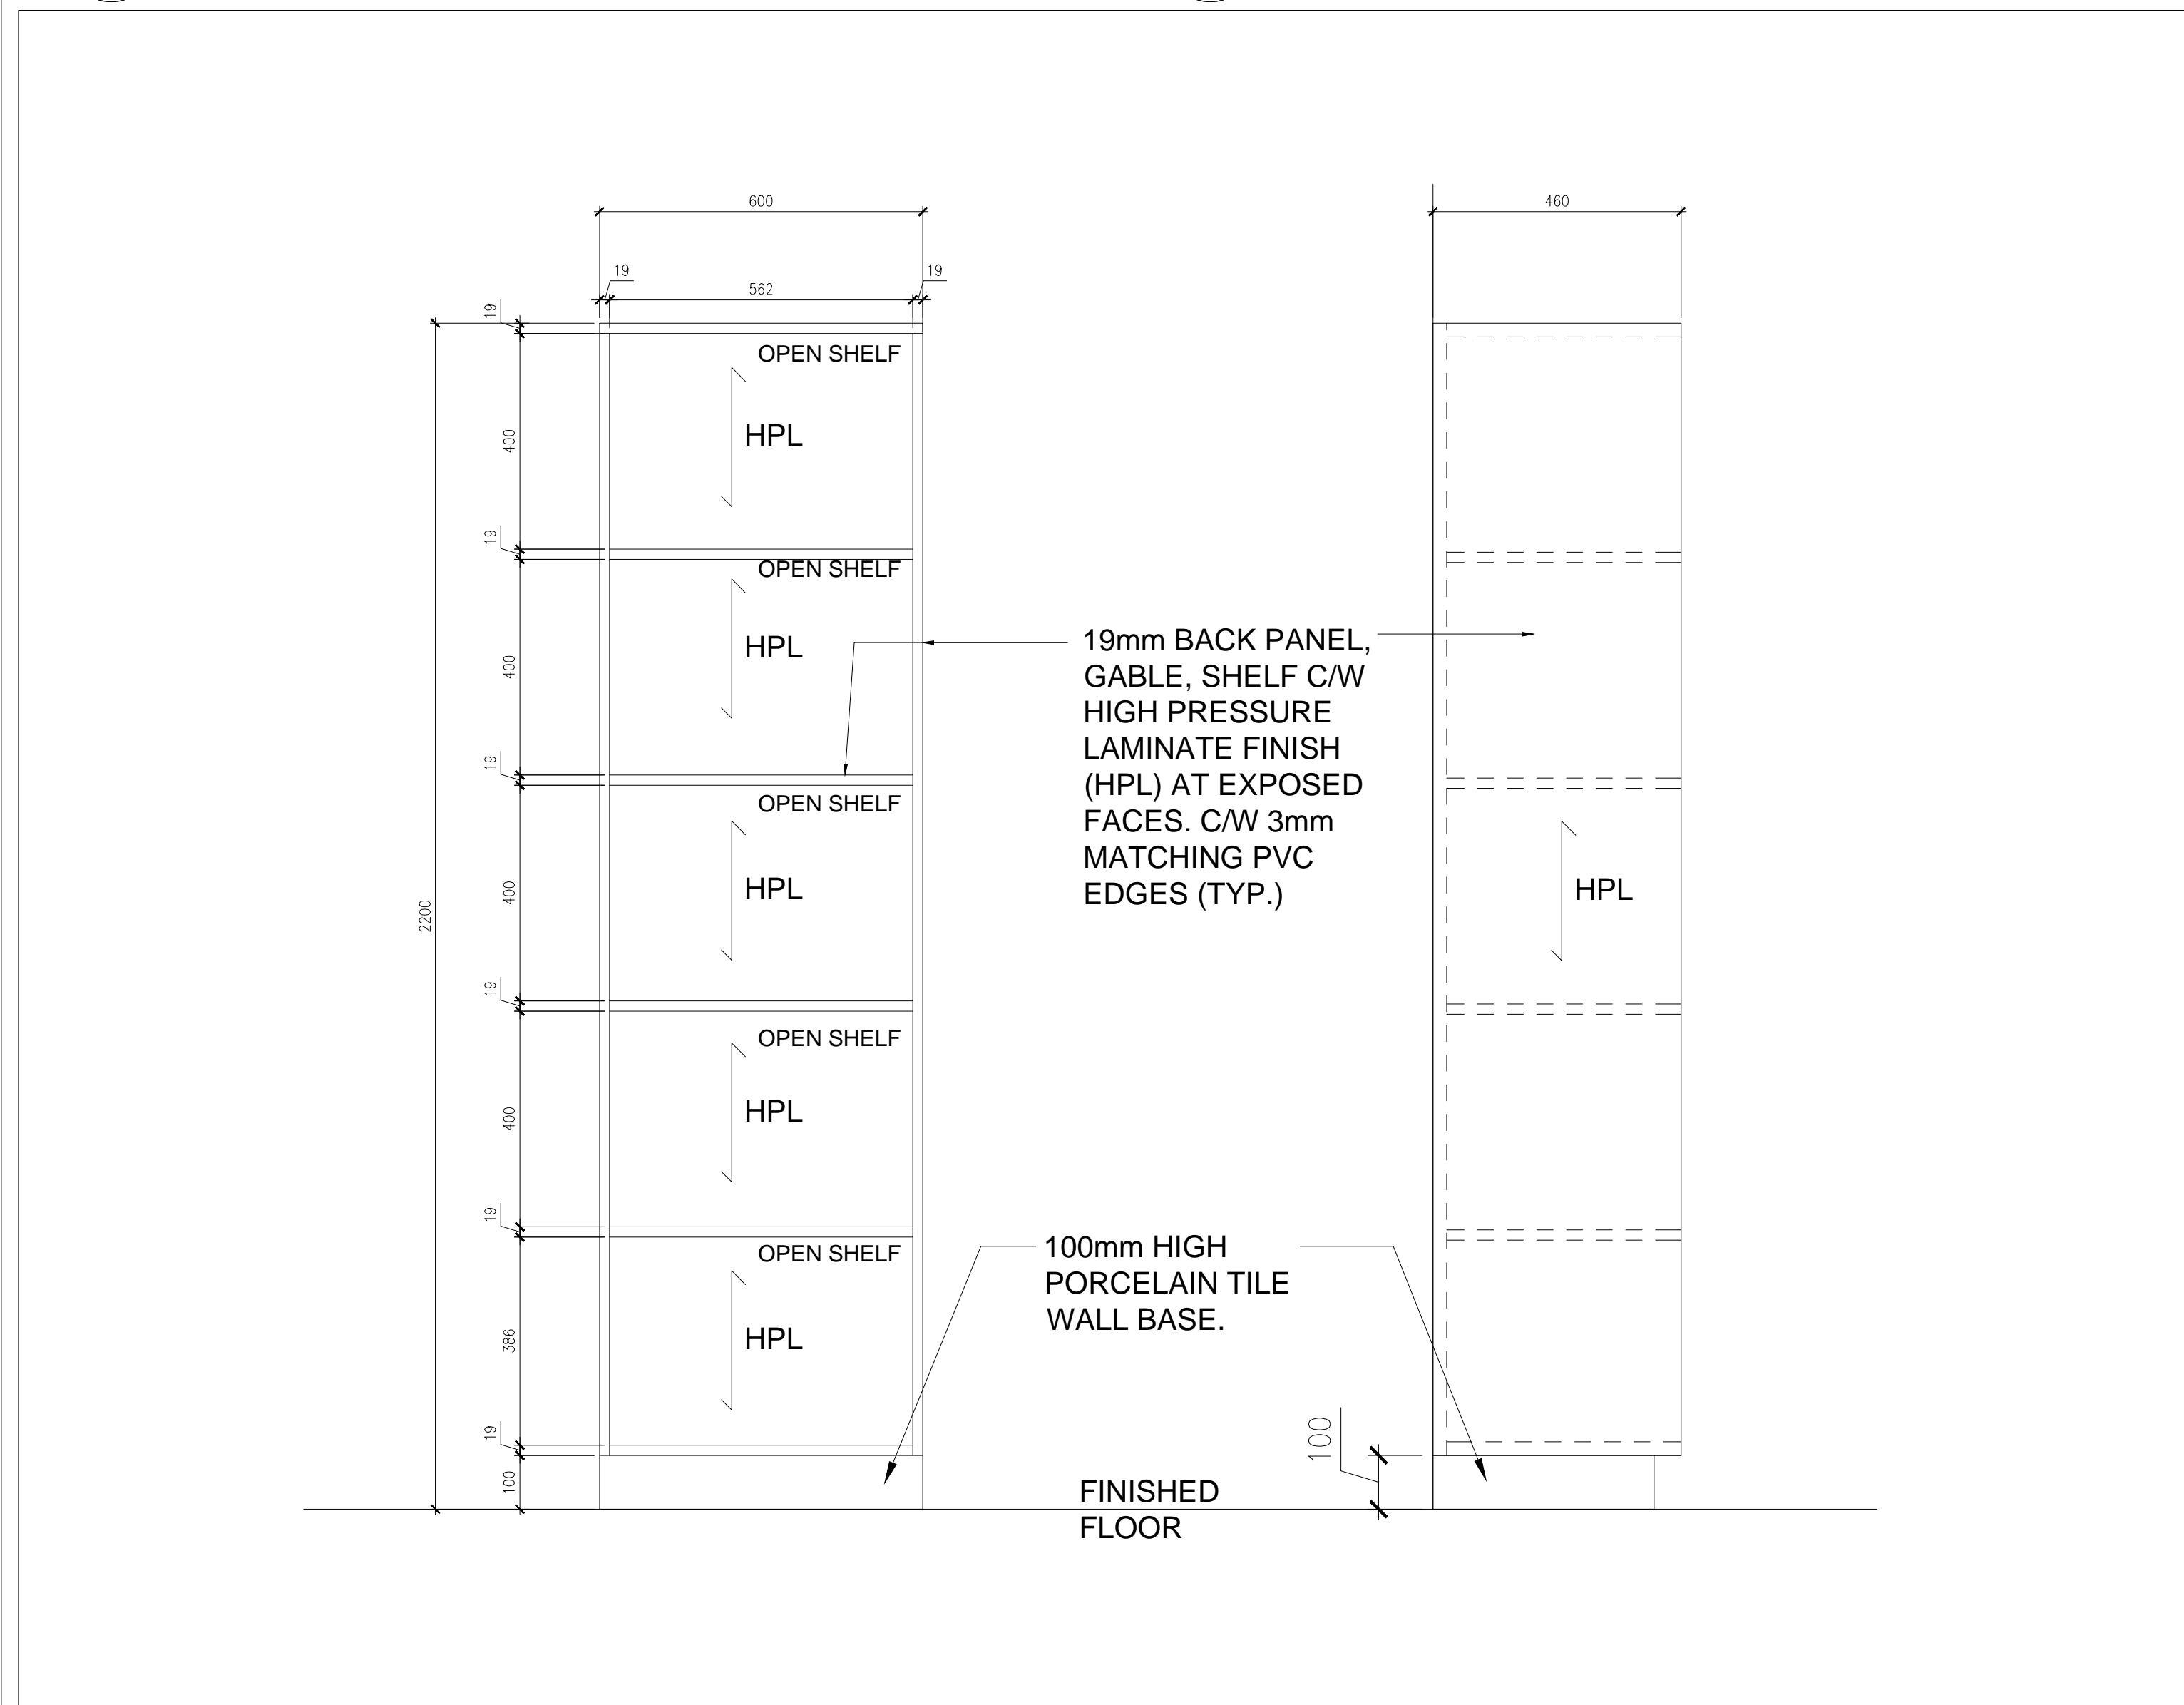 600
460
19
19
562
19
OPEN SHELF
HPL
400
19
OPEN SHELF
HPL
400
19mm BACK PANEL,
GABLE, SHELF C/W
HIGH PRESSURE
LAMINATE FINISH
(HPL) AT EXPOSED
FACES. C/W 3mm
MATCHING PVC
EDGES (TYP.)
19
OPEN SHELF
HPL
400
HPL
2200
19
OPEN SHELF
HPL
400
19
OPEN SHELF
HPL
386
100mm HIGH
PORCELAIN TILE
WALL BASE.
19
100
100
FINISHED
FLOOR